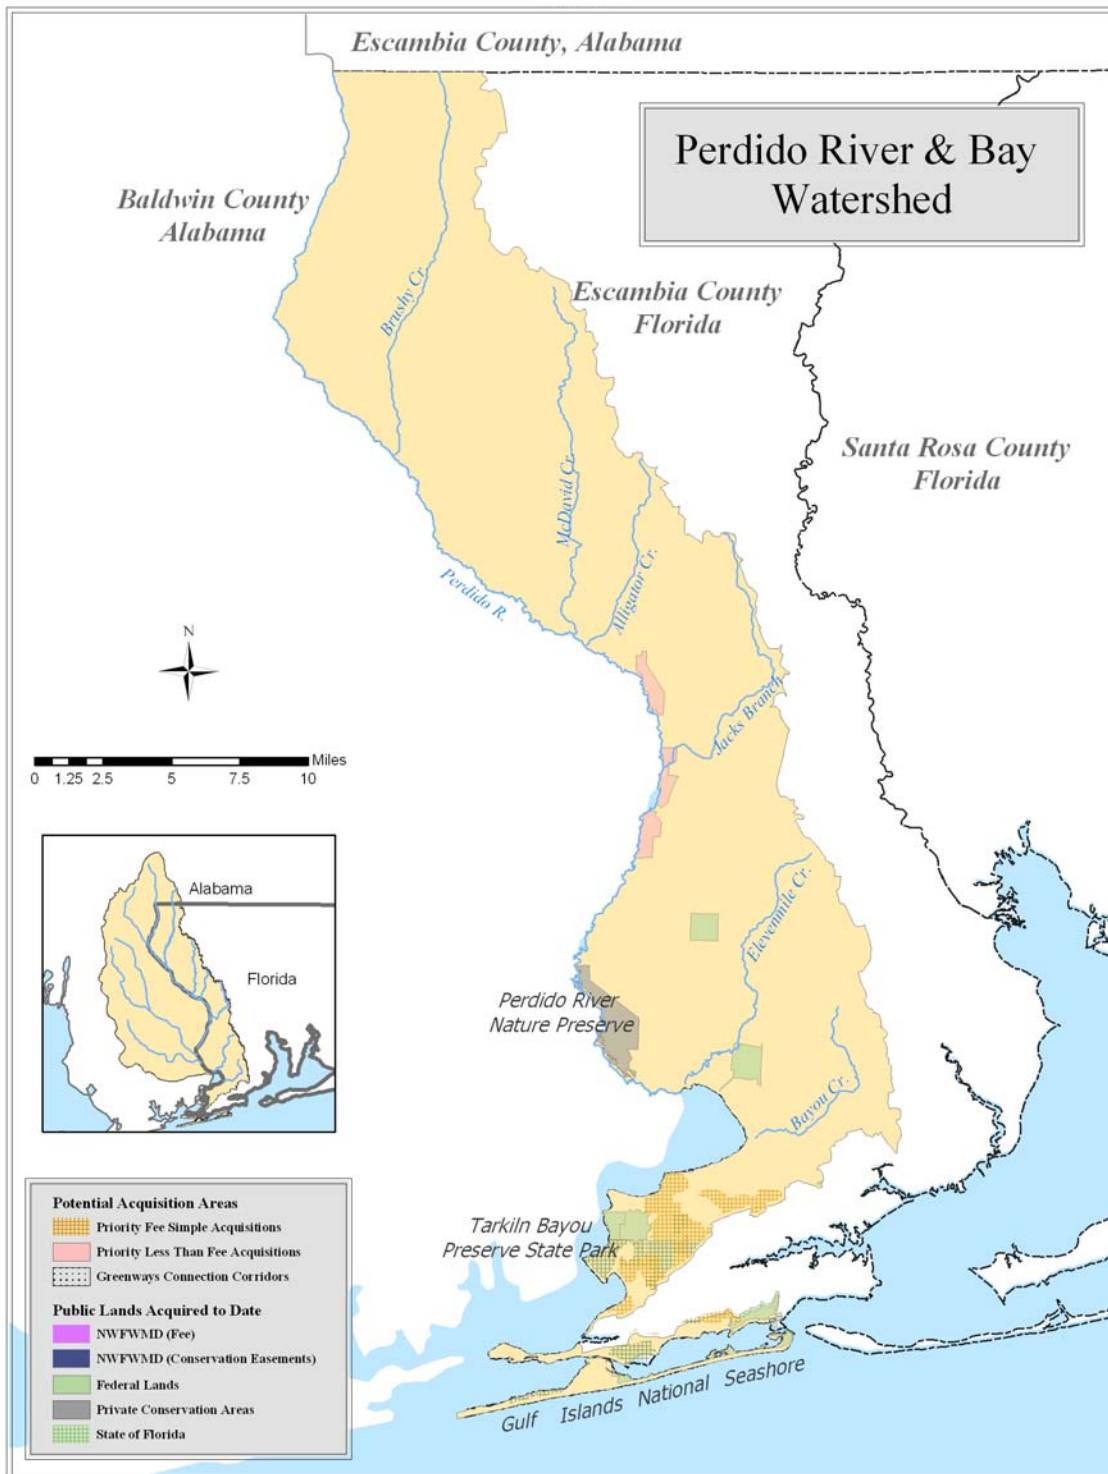 Escambia County, Alabama
Perdido River & Bay
Watershed
Baldwin County
Alabama
Brushy Cr.
Escambia County
Florida
Santa Rosa County
Florida
McDavid Cr.
Alligator Cr.
Perdido R.
N
Jacks Branch
Miles
0 1.25 2.5 5 7.5 10
Alabama
Florida
Elevenmile Cr.
Perdido River
Nature Preserve
Bayou Cr.
Tarkiln Bayou
Preserve State Park
Gulf Islands National Seashore
Potential Acquisition Areas
Priority Fee Simple Acquisitions
Priority Less Than Fee Acquisitions
Greenways Connection Corridors
Public Lands Acquired to Date
NWFWMD (Fee)
NWFWMD (Conservation Easements)
Federal Lands
Private Conservation Areas
State of Florida